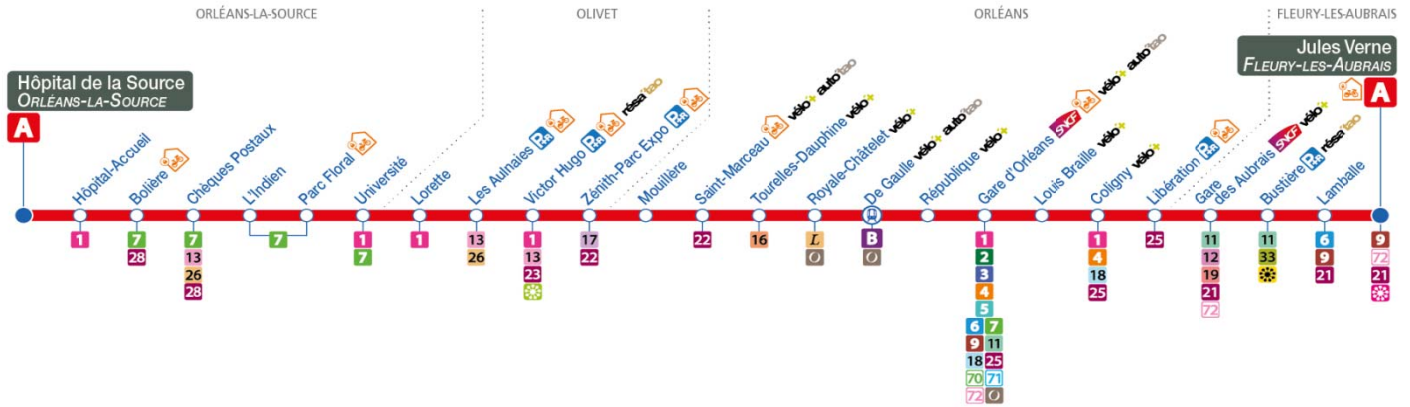 ORLÉANS-LA-SOURCE
OLIVET
ORLÉANS
FLEURY-LES-AUBRAIS
Hôpital de la Source
ORLÉANS-LA-SOURCE
A
Jules Verne
FLEURY-LES-AUBRAIS
A
Hôpital-Accueil
1
Bolière
7
28
Chèques Postaux
7
13
26
28
L'Indien
Parc Floral
7
Université
1
7
Lorette
1
Les Aulnaies P+R
13
26
Victor Hugo P+R résa'tao
1
13
23
Zénith-Parc Expo P+R
17
22
Mouillère
Saint-Marceau vélo+ auto'tao
22
Tourelles-Dauphine vélo+
16
Royale-Châtelet vélo+
L
O
De Gaulle vélo+ auto'tao
B
O
République vélo+
Gare d'Orléans SNCF vélo+ auto'tao
1
2
3
4
5
6 7
9 11
18 25
70 71
72 O
Louis Braille vélo+
Coligny vélo+
1
4
18
25
Libération P+R
25
Gare
des Aubrais SNCF vélo+
11
12
19
21
72
Bustière P+R résa'tao
11
33
Lamballe
6
9
21
9
72
21